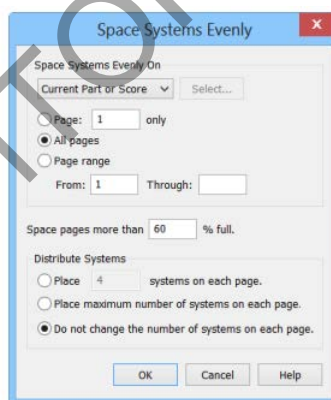 Space Systems Evenly
x
Space Systems Evenly On
Current Part or Score Select...
Page: 1 only
All pages
Page range
From: 1 Through:
Space pages more than 60 % full.
Distribute Systems
Place 4 systems on each page.
Place maximum number of systems on each page.
Do not change the number of systems on each page.
OK Cancel Help